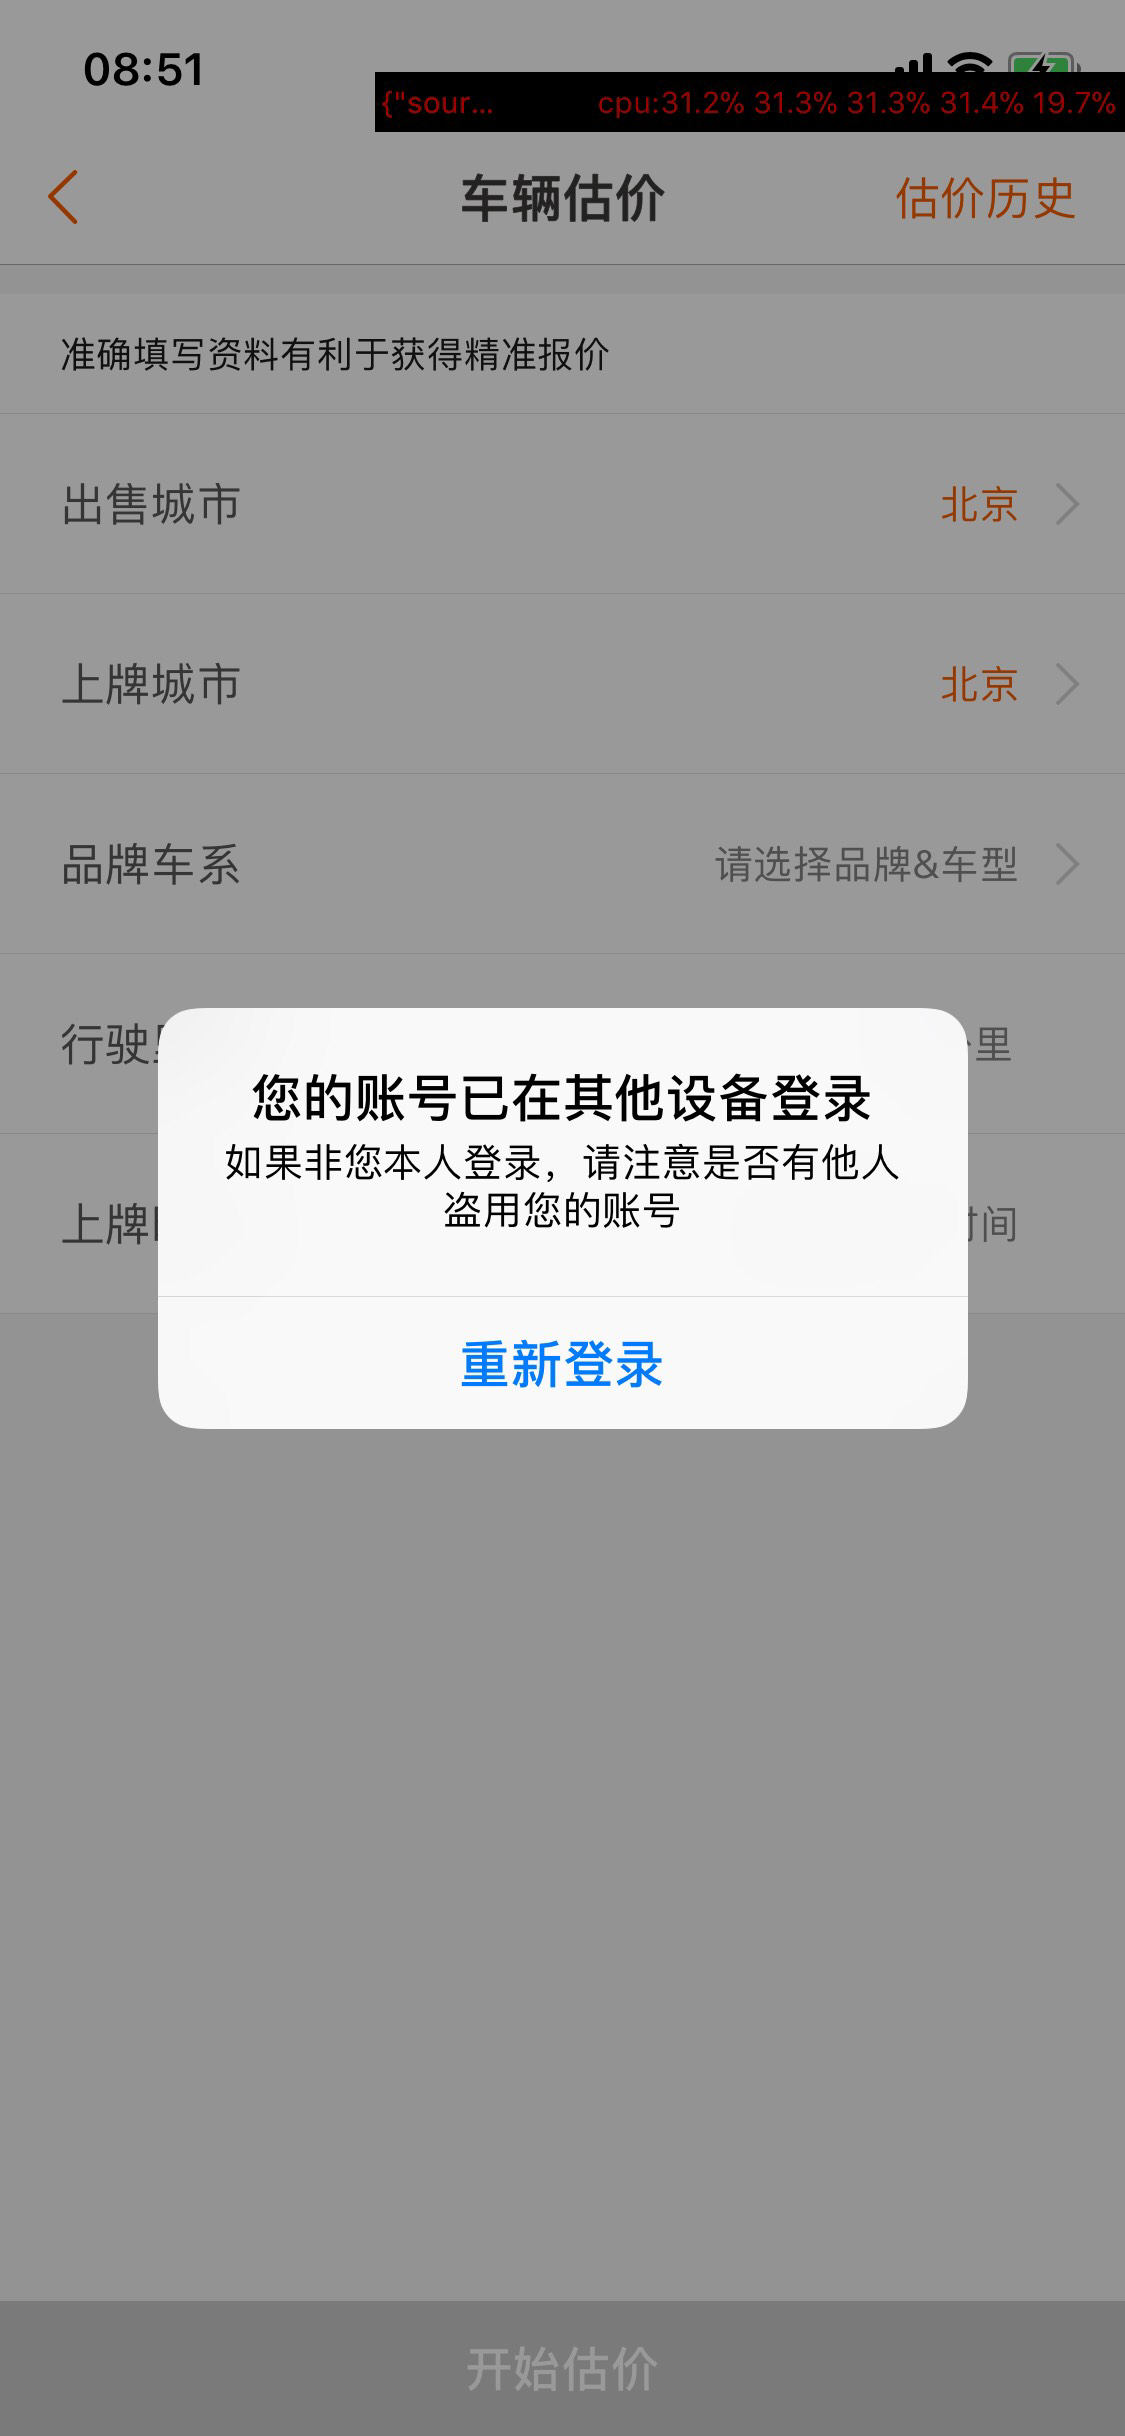 08:51
{"sour... cpu:31.2% 31.3% 31.3% 31.4% 19.7%
车辆估价 估价历史
准确填写资料有利于获得精准报价
出售城市 北京
上牌城市 北京
品牌车系 请选择品牌&车型
行驶 里
您的账号已在其他设备登录
如果非您本人登录，请注意是否有他人
盗用您的账号
上牌 间
重新登录
开始估价